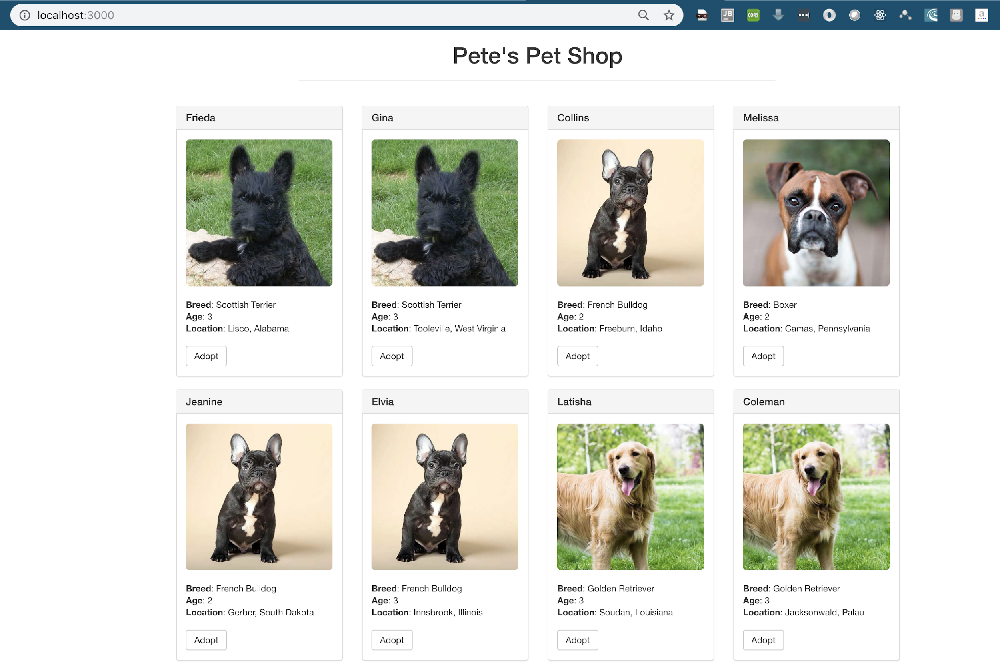 localhost:3000
JB
CORS
a
Pete's Pet Shop
Frieda
Breed: Scottish Terrier
Age: 3
Location: Lisco, Alabama
Adopt
Gina
Breed: Scottish Terrier
Age: 3
Location: Tooleville, West Virginia
Adopt
Collins
Breed: French Bulldog
Age: 2
Location: Freeburn, Idaho
Adopt
Melissa
Breed: Boxer
Age: 2
Location: Camas, Pennsylvania
Adopt
Jeanine
Breed: French Bulldog
Age: 2
Location: Gerber, South Dakota
Adopt
Elvia
Breed: French Bulldog
Age: 3
Location: Innsbrook, Illinois
Adopt
Latisha
Breed: Golden Retriever
Age: 3
Location: Soudan, Louisiana
Adopt
Coleman
Breed: Golden Retriever
Age: 3
Location: Jacksonwald, Palau
Adopt